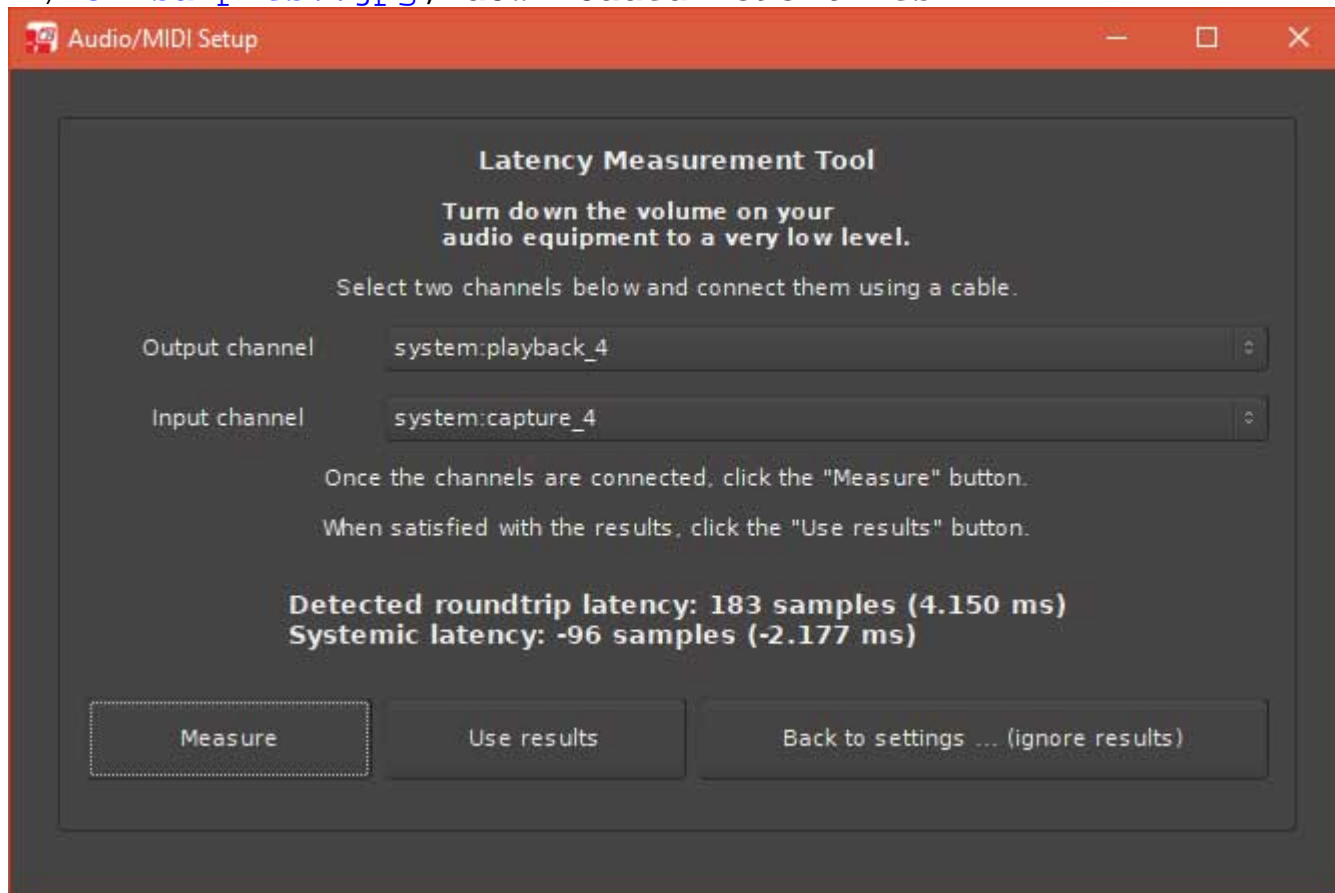 Audio/MIDI Setup
Latency Measurement Tool
Turn down the volume on your
audio equipment to a very low level.
Select two channels below and connect them using a cable.
Output channel system:playback_4
Input channel system:capture_4
Once the channels are connected, click the "Measure" button.
When satisfied with the results, click the "Use results" button.
Detected roundtrip latency: 183 samples (4.150 ms)
Systemic latency: -96 samples (-2.177 ms)
Measure Use results Back to settings ... (ignore results)